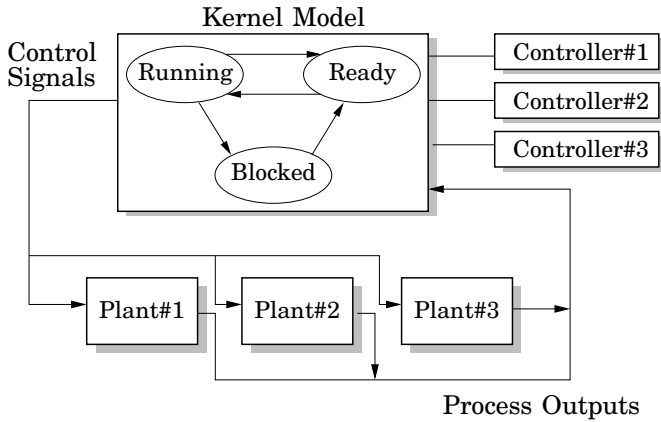 Kernel Model
Control
Signals
Running
Ready
Blocked
Controller#1
Controller#2
Controller#3
Plant#1
Plant#2
Plant#3
Process Outputs